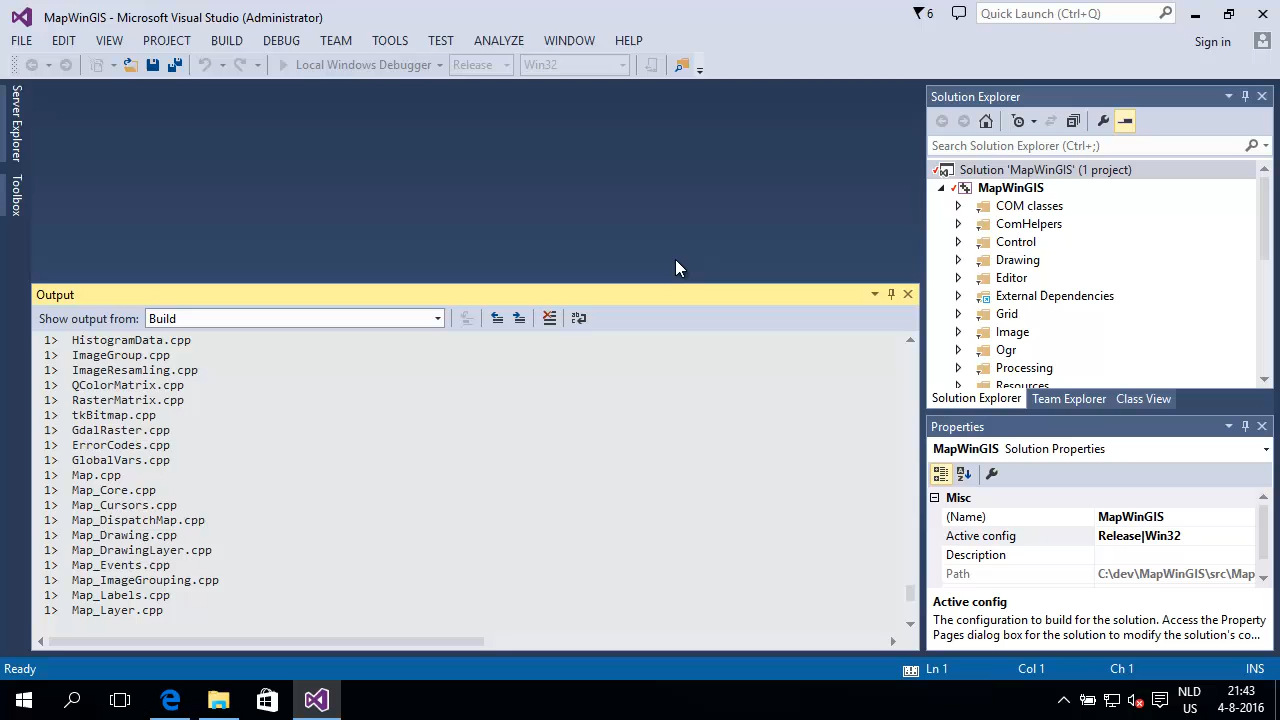 MapWinGIS - Microsoft Visual Studio (Administrator)
6
Quick Launch (Ctrl+Q)
FILE EDIT VIEW PROJECT BUILD DEBUG TEAM TOOLS TEST ANALYZE WINDOW HELP
Sign in
Local Windows Debugger
Release
Win32
Server Explorer
Toolbox
Output
Show output from: Build
1> HistogramData.cpp
1> ImageGroup.cpp
1> ImageResamling.cpp
1> QColorMatrix.cpp
1> RasterMatrix.cpp
1> tkBitmap.cpp
1> GdalRaster.cpp
1> ErrorCodes.cpp
1> GlobalVars.cpp
1> Map.cpp
1> Map_Core.cpp
1> Map_Cursors.cpp
1> Map_DispatchMap.cpp
1> Map_Drawing.cpp
1> Map_DrawingLayer.cpp
1> Map_Events.cpp
1> Map_ImageGrouping.cpp
1> Map_Labels.cpp
1> Map_Layer.cpp
Solution Explorer
Search Solution Explorer (Ctrl+;)
Solution 'MapWinGIS' (1 project)
MapWinGIS
COM classes
ComHelpers
Control
Drawing
Editor
External Dependencies
Grid
Image
Ogr
Processing
Resources
Solution Explorer Team Explorer Class View
Properties
MapWinGIS Solution Properties
Misc
(Name) MapWinGIS
Active config Release|Win32
Description
Path C:\dev\MapWinGIS\src\Map
Active config
The configuration to build for the solution. Access the Property
Pages dialog box for the solution to modify the solution's co...
Ready
Ln 1
Col 1
Ch 1
INS
NLD
US
21:43
4-8-2016